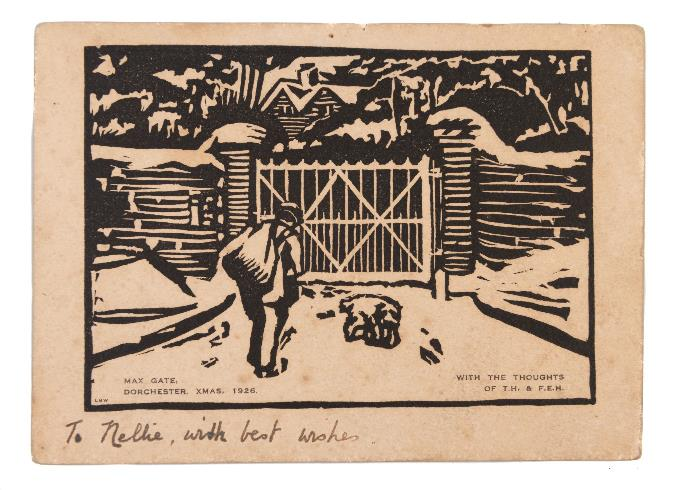 MAX GATE,
DORCHESTER. XMAS. 1926.
WITH THE THOUGHTS
OF T.H. & F.E.H.
To Nellie, with best wishes